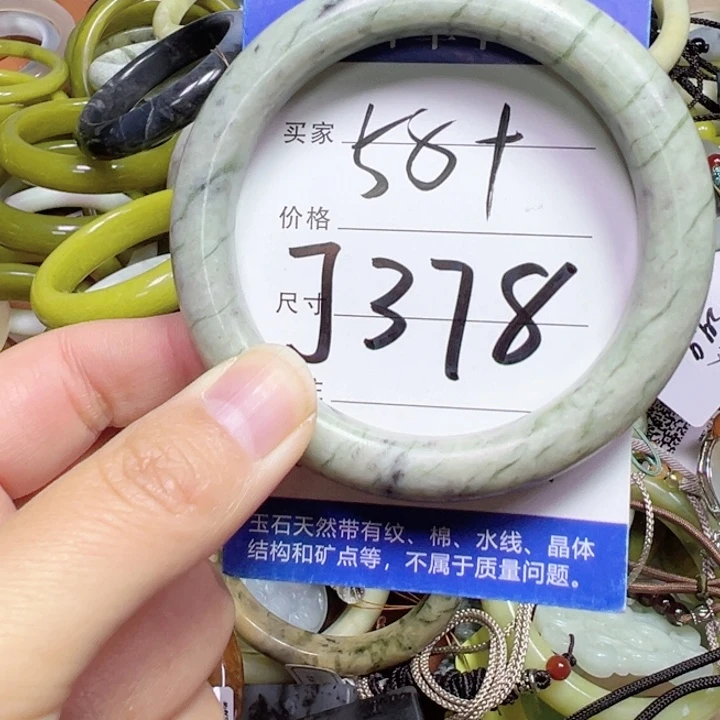 买家 58+
价格
尺寸 J378
玉石天然带有纹、棉、水线、晶体
结构和矿点等，不属于质量问题。